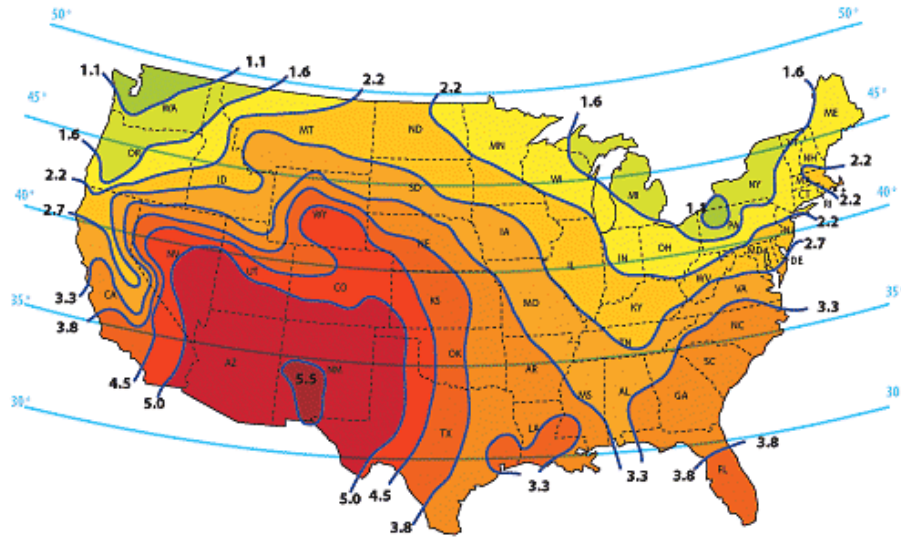 50°
50°
1.1
1.1
1.6
2.2
2.2
1.6
1.6
45°
45°
WA
MT
ND
MN
ME
VT
NH
1.6
OR
ID
SD
WI
MI
NY
2.2
2.2
CT
RI
2.2
40°
40°
2.7
WY
IA
1.1
PA
NJ
2.2
NV
NE
IL
IN
OH
MD
DE
2.7
UT
CO
KS
MO
WV
VA
KY
3.3
CA
3.3
35°
35
3.8
TN
NC
AZ
NM
OK
AR
SC
5.5
MS
AL
GA
4.5
5.0
30°
30
TX
LA
3.8
FL
5.0
4.5
3.3
3.3
3.8
3.8